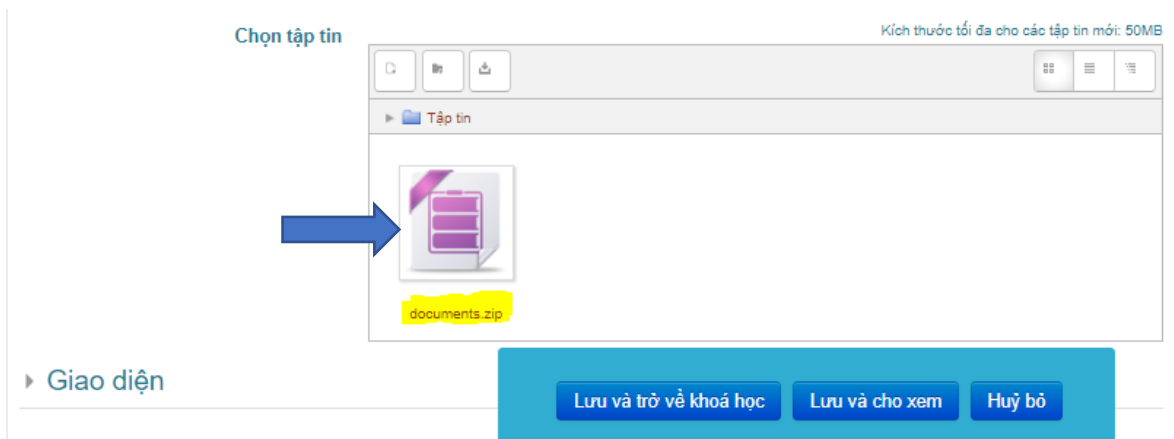 Chọn tập tin
Kích thước tối đa cho các tập tin mới: 50MB
Tập tin
documents.zip
Giao diện
Lưu và trở về khoá học
Lưu và cho xem
Huỷ bỏ